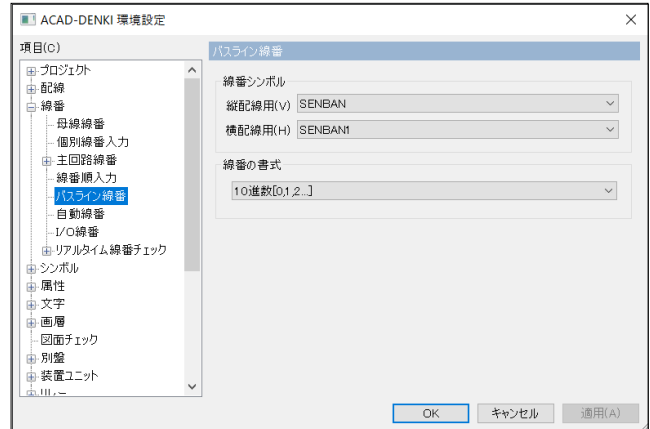 ACAD-DENKI 環境設定
項目(C)
プロジェクト
配線
線番
母線線番
個別線番入力
主回路線番
線番順入力
パスライン線番
自動線番
I/O線番
リアルタイム線番チェック
シンボル
属性
文字
画層
図面チェック
別盤
装置ユニット
リレー
パスライン線番
線番シンボル
縦配線用(V) SENBAN
横配線用(H) SENBAN1
線番の書式
10進数[0,1,2...]
OK キャンセル 適用(A)